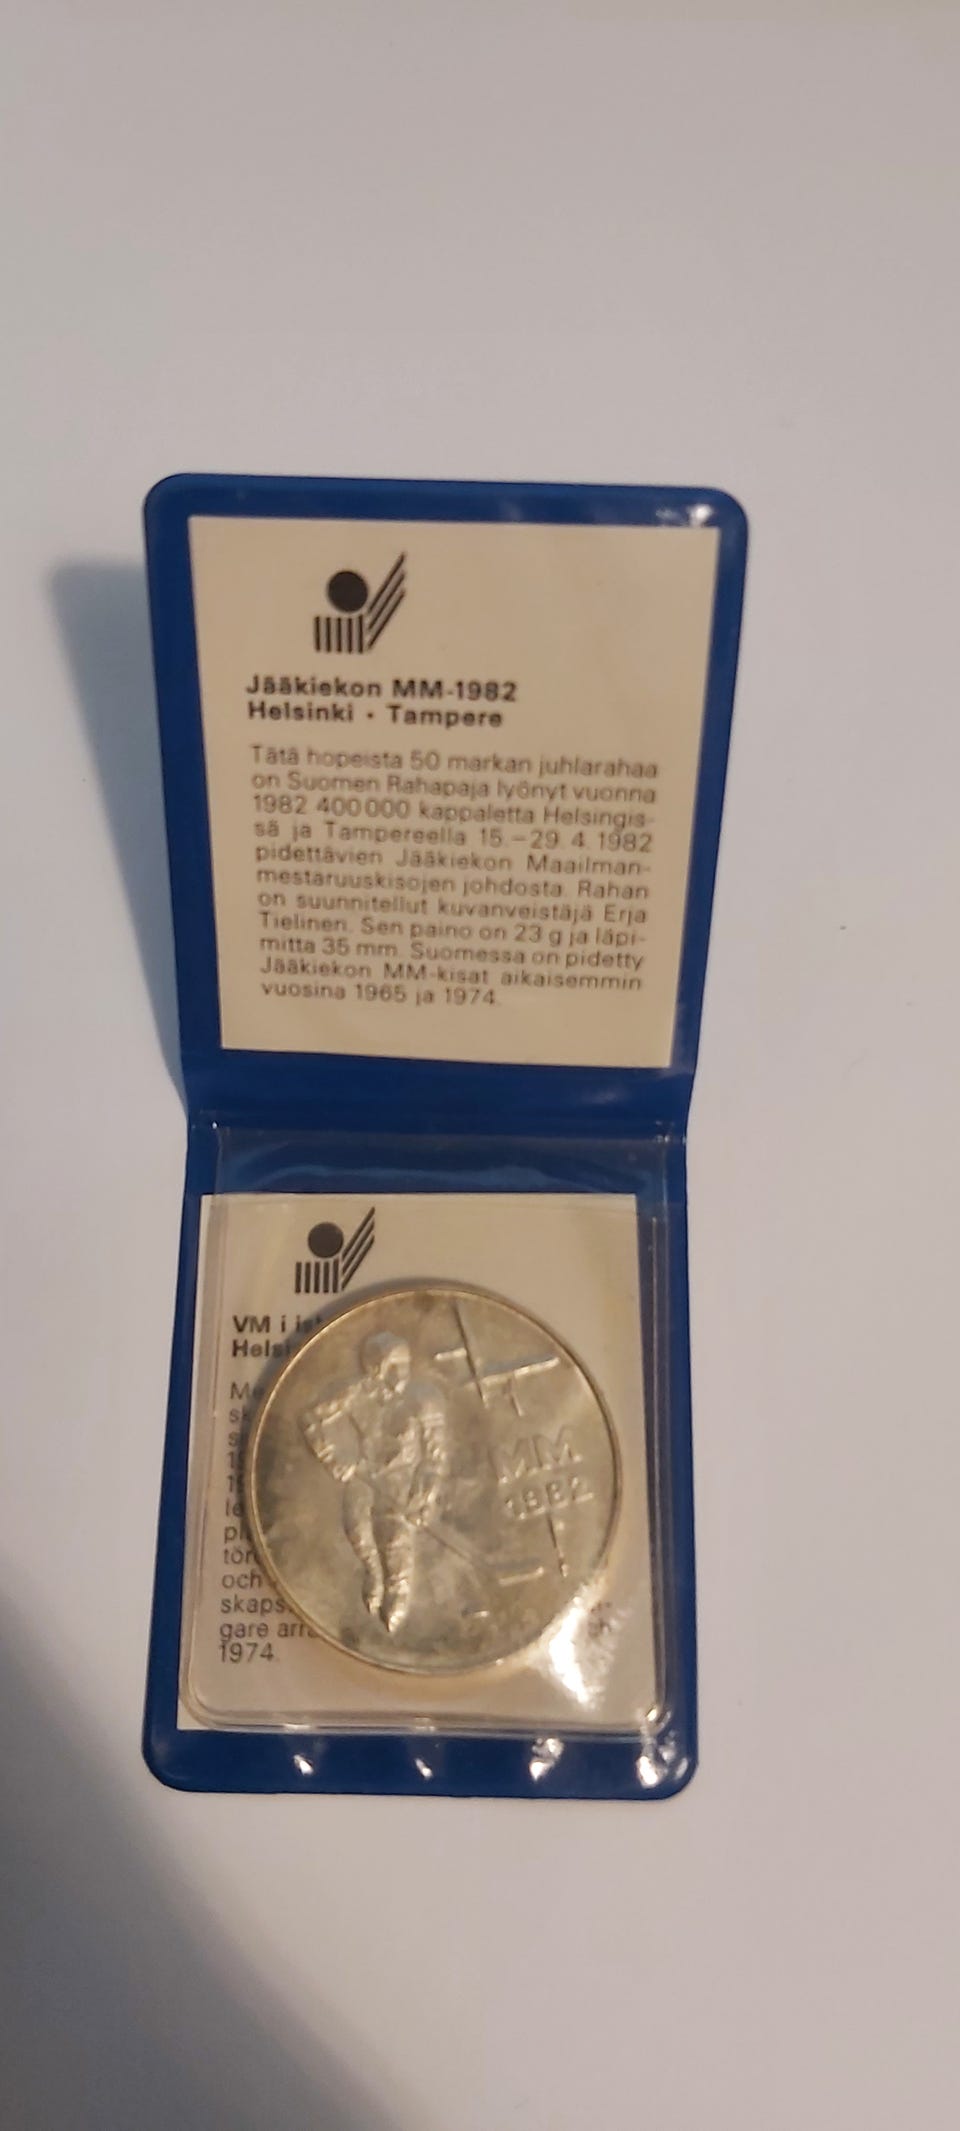 Jääkiekon MM-1982
Helsinki · Tampere
Tätä hopeista 50 markan juhlarahaa
on Suomen Rahapaja lyönyt vuonna
1982 400 000 kappaletta Helsingis-
sä ja Tampereella 15.–29. 4. 1982
pidettävien Jääkiekon Maailman-
mestaruuskisojen johdosta. Rahan
on suunnitellut kuvanveistäjä Erja
Tielinen. Sen paino on 23 g ja läpi-
mitta 35 mm. Suomessa on pidetty
Jääkiekon MM-kisat aikaisemmin
vuosina 1965 ja 1974.
VM i
MM
1982
och
skaps
gare
1974.